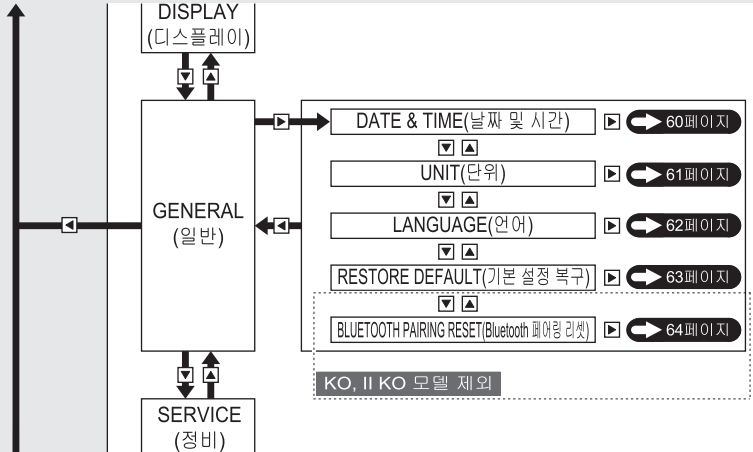 DISPLAY
(디스플레이)
GENERAL
(일반)
DATE & TIME(날짜 및 시간)
60페이지
UNIT(단위)
61페이지
LANGUAGE(언어)
62페이지
RESTORE DEFAULT(기본 설정 복구)
63페이지
BLUETOOTH PAIRING RESET(Bluetooth 페어링 리셋)
64페이지
KO, II KO 모델 제외
SERVICE
(정비)